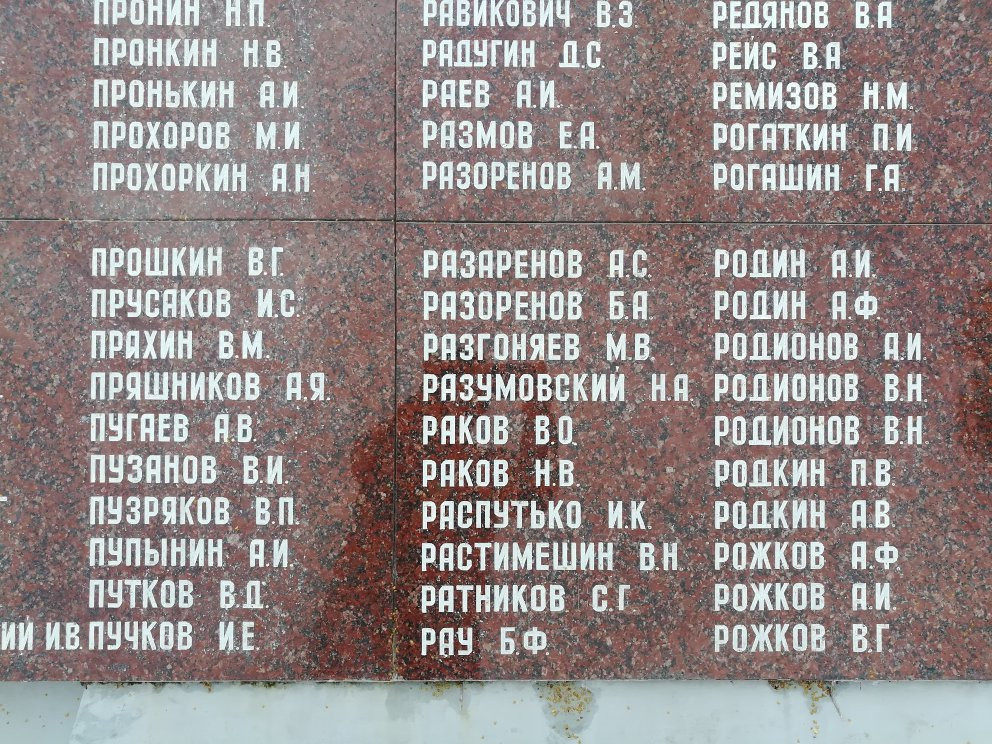 ПРОНИН Н.П.
ПРОНКИН Н.В.
ПРОНЬКИН А.И
ПРОХОРОВ М.И
ПРОХОРКИН А.Н
ПРОШКИН В.Г.
ПРУСАКОВ И.С.
ПРЯХИН В.М.
ПРЯШНИКОВ А.Я.
ПУГАЕВ А.В.
ПУЗАНОВ В.И.
ПУЗРЯКОВ В.П.
ПУПЫНИН А.И.
ПУТКОВ В.Д.
ИЙ И.В.
ПУЧКОВ И.Е.
РАВИКОВИЧ В.З.
РАДУГИН Д.С.
РАЕВ А.И.
РАЗМОВ Е.А.
РАЗОРЕНОВ А.М.
РАЗАРЕНОВ А.С.
РАЗОРЕНОВ Б.А
РАЗГОНЯЕВ М.В.
РАЗУМОВСКИЙ Н.А.
РАКОВ В.О.
РАКОВ Н.В.
РАСПУТЬКО И.К.
РАСТИМЕШИН В.Н.
РАТНИКОВ С.Г.
РАУ Б.Ф.
РЕДЯНОВ В.А
РЕЙС В.А.
РЕМИЗОВ Н.М.
РОГАТКИН П.И
РОГАШИН Г.А
РОДИН А.И.
РОДИН А.Ф
РОДИОНОВ А.И.
РОДИОНОВ В.Н.
РОДИОНОВ В.Н.
РОДКИН П.В.
РОДКИН А.В.
РОЖКОВ А.Ф.
РОЖКОВ А.И.
РОЖКОВ В.Г.